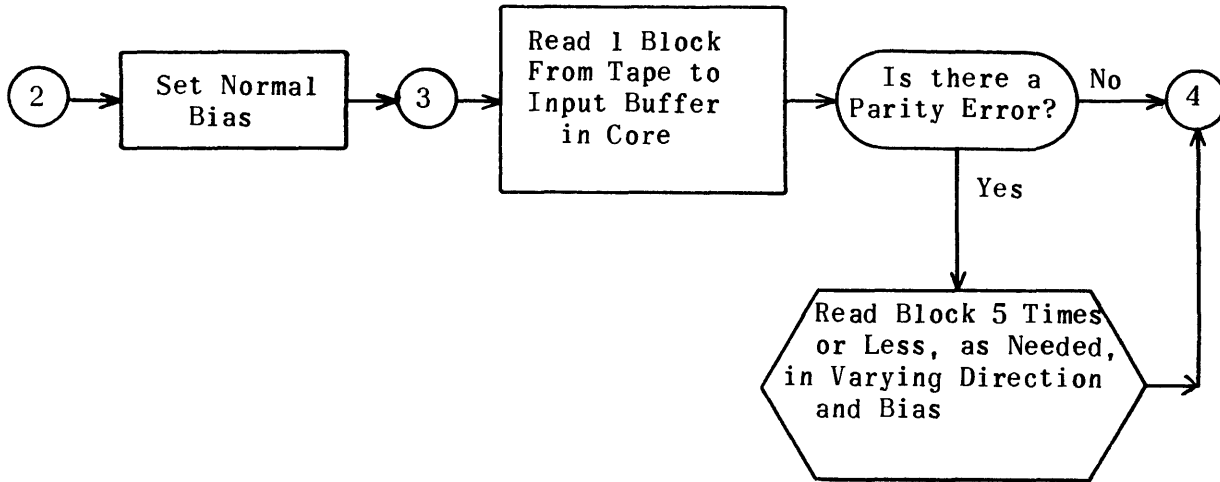 2
Set Normal
Bias
3
Read 1 Block
From Tape to
Input Buffer
in Core
Is there a
Parity Error?
No
4
Yes
Read Block 5 Times
or Less, as Needed,
in Varying Direction
and Bias